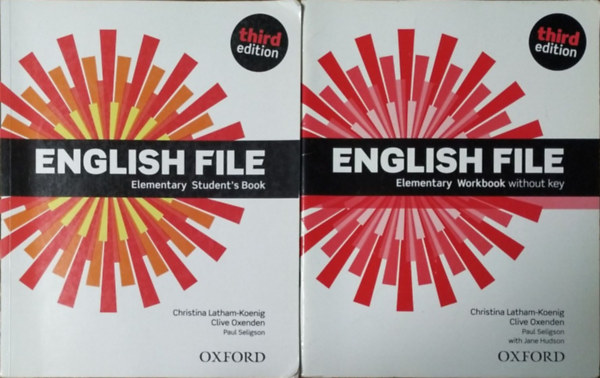 third
edition
ENGLISH FILE
Elementary Student's Book
Christina Latham-Koenig
Clive Oxenden
Paul Seligson
OXFORD
third
edition
ENGLISH FILE
Elementary Workbook without key
Christina Latham-Koenig
Clive Oxenden
Paul Seligson
with Jane Hudson
OXFORD